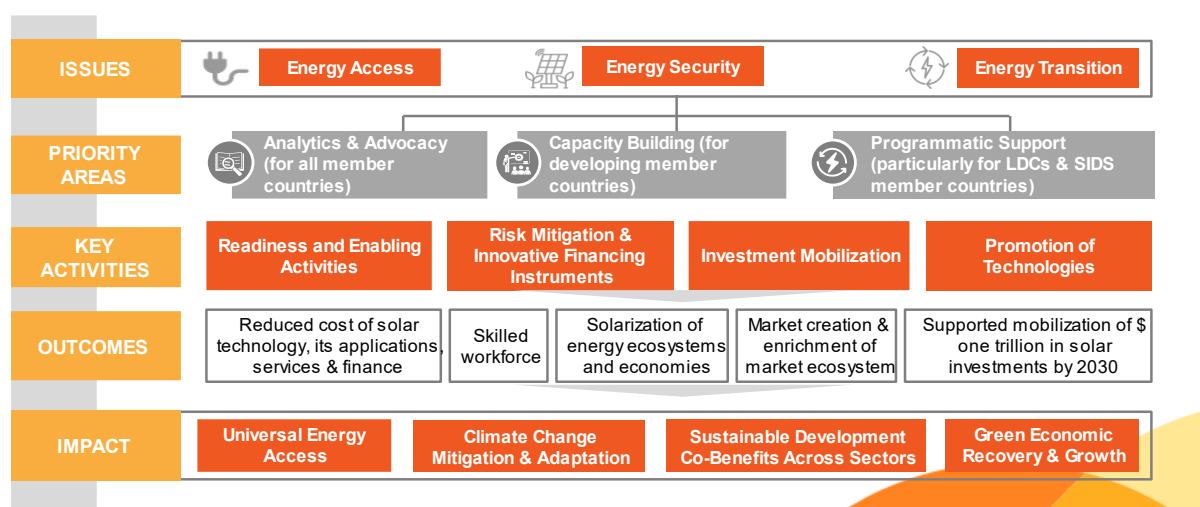 ISSUES
Energy Access
Energy Security
Energy Transition
PRIORITY
AREAS
Analytics & Advocacy
(for all member
countries)
Capacity Building (for
developing member
countries)
Programmatic Support
(particularly for LDCs & SIDS
member countries)
KEY
ACTIVITIES
Readiness and Enabling
Activities
Risk Mitigation &
Innovative Financing
Instruments
Investment Mobilization
Promotion of
Technologies
OUTCOMES
Reduced cost of solar
technology, its applications,
services & finance
Skilled
workforce
Solarization of
energy ecosystems
and economies
Market creation &
enrichment of
market ecosystem
Supported mobilization of $
one trillion in solar
investments by 2030
IMPACT
Universal Energy
Access
Climate Change
Mitigation & Adaptation
Sustainable Development
Co-Benefits Across Sectors
Green Economic
Recovery & Growth